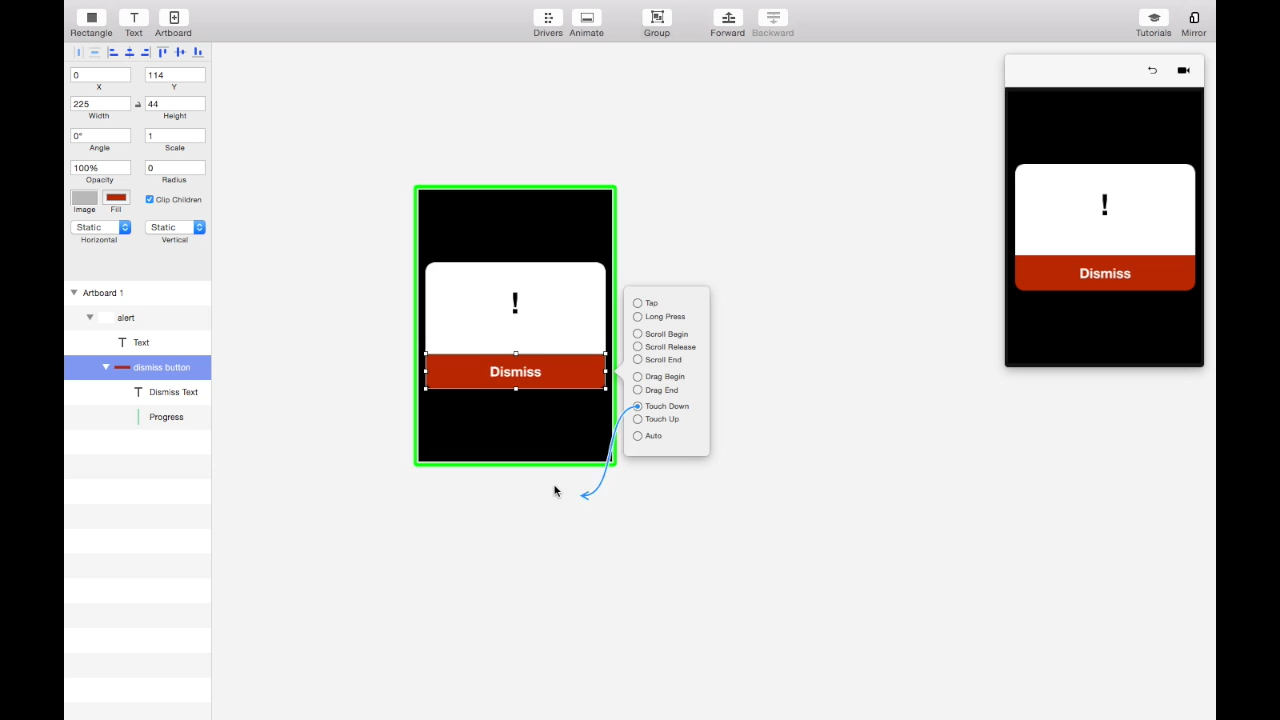 Rectangle Text Artboard Drivers Animate Group Forward Backward Tutorials Mirror
0 114
X Y
225 44
Width Height
0° 1
Angle Scale
100% 0
Opacity Radius
Clip Children
Image Fill
Static Static
Horizontal Vertical
Artboard 1
alert
T Text
dismiss button
T Dismiss Text
Progress
!
Dismiss
Tap
Long Press
Scroll Begin
Scroll Release
Scroll End
Drag Begin
Drag End
Touch Down
Touch Up
Auto
!
Dismiss